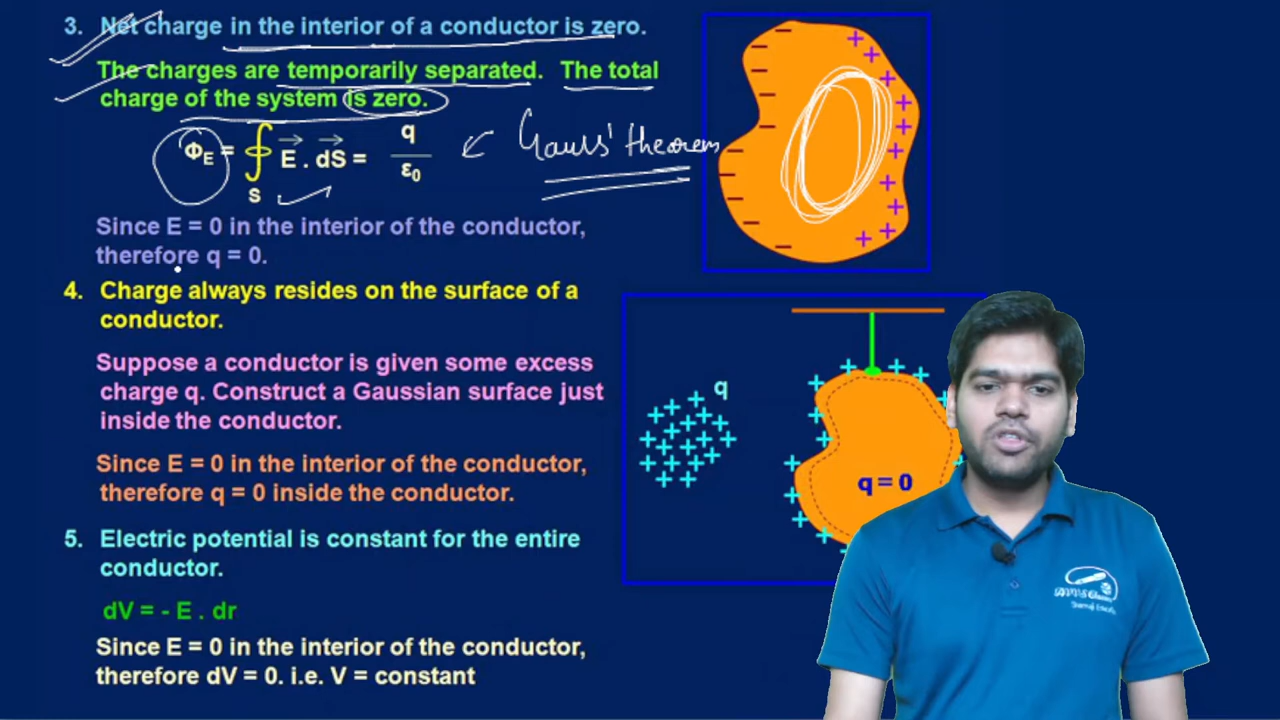 3. Net charge in the interior of a conductor is zero.
The charges are temporarily separated. The total
charge of the system is zero.
ΦE = ∮S E . dS = q / ε0
Gauss' theorem
Since E = 0 in the interior of the conductor,
therefore q = 0.
4. Charge always resides on the surface of a
conductor.
Suppose a conductor is given some excess
charge q. Construct a Gaussian surface just
inside the conductor.
Since E = 0 in the interior of the conductor,
therefore q = 0 inside the conductor.
q
q = 0
5. Electric potential is constant for the entire
conductor.
dV = - E . dr
Since E = 0 in the interior of the conductor,
therefore dV = 0. i.e. V = constant